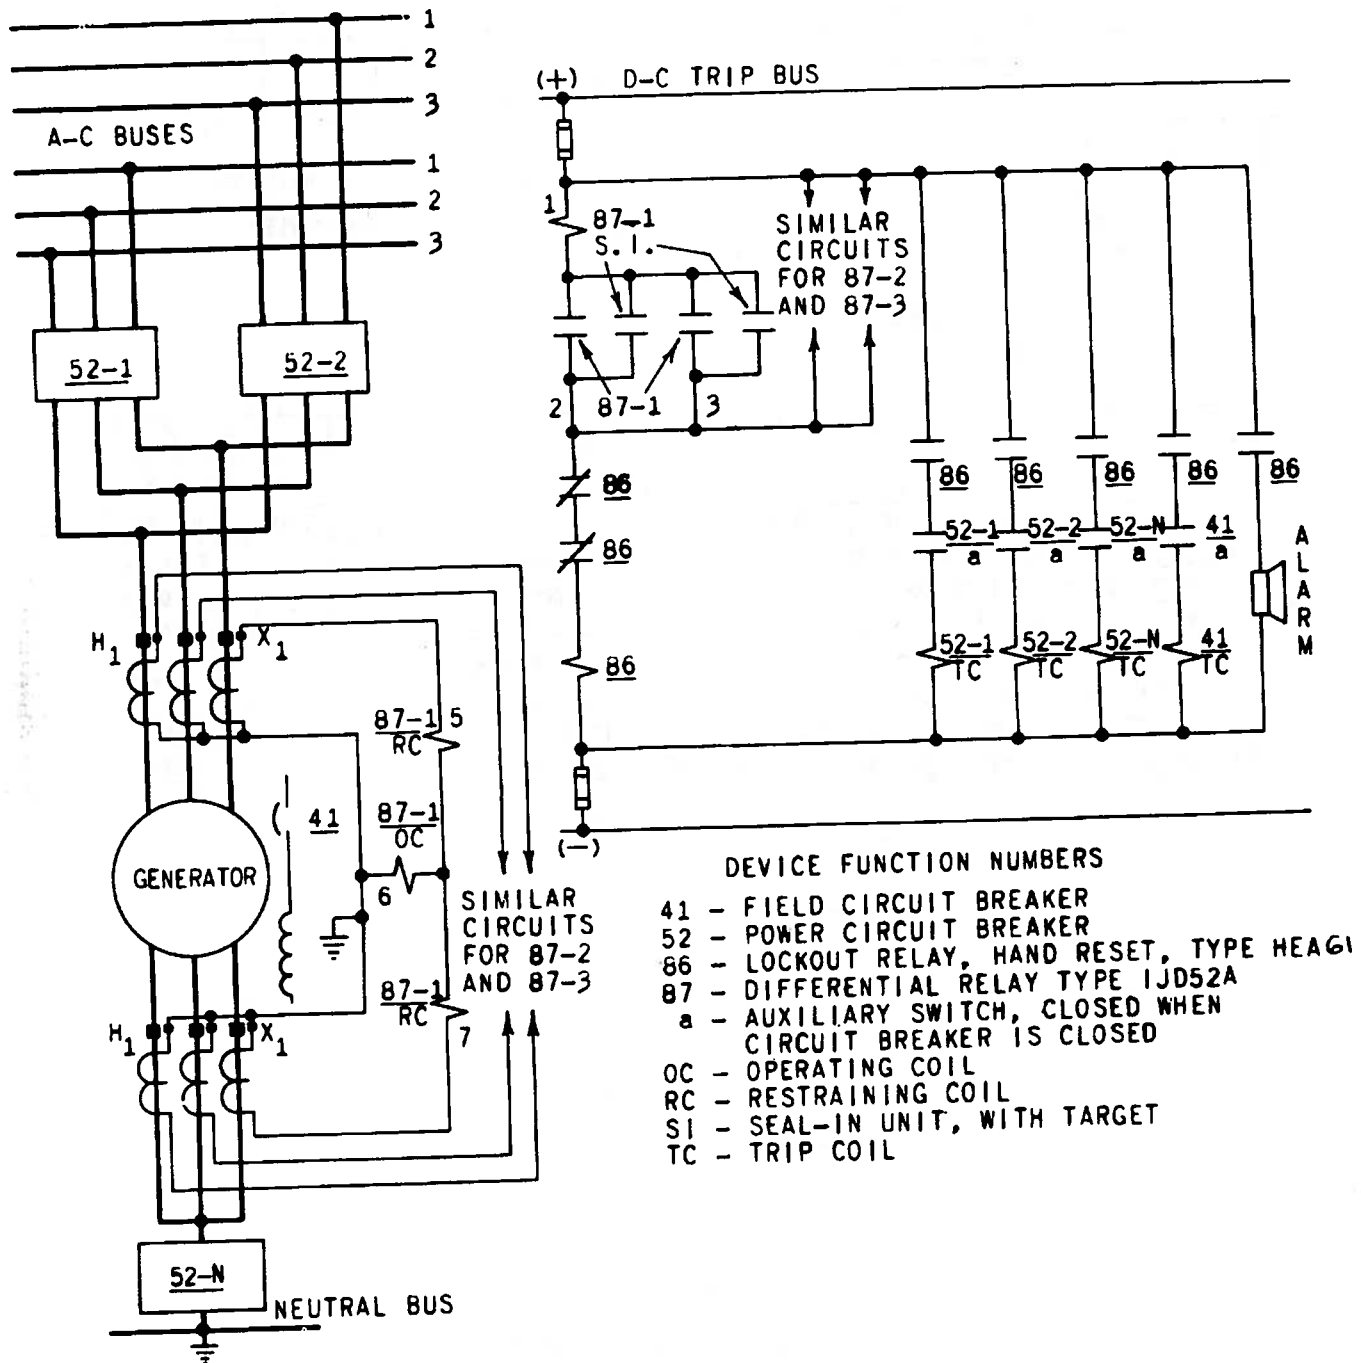 1
2
3
A-C BUSES
1
2
3
52-1
52-2
H1
X1
87-1
RC
5
41
87-1
OC
6
GENERATOR
SIMILAR
CIRCUITS
FOR 87-2
AND 87-3
87-1
RC
7
H1
X1
52-N
NEUTRAL BUS
(+) D-C TRIP BUS
1
87-1
S.I.
SIMILAR
CIRCUITS
FOR 87-2
AND 87-3
2
87-1
3
86
86
86
86
86
86
86
86
52-1
a
52-2
a
52-N
a
41
a
ALARM
52-1
TC
52-2
TC
52-N
TC
41
TC
(-)
DEVICE FUNCTION NUMBERS
41 - FIELD CIRCUIT BREAKER
52 - POWER CIRCUIT BREAKER
86 - LOCKOUT RELAY, HAND RESET, TYPE HEA61
87 - DIFFERENTIAL RELAY TYPE IJD52A
a - AUXILIARY SWITCH, CLOSED WHEN
CIRCUIT BREAKER IS CLOSED
OC - OPERATING COIL
RC - RESTRAINING COIL
SI - SEAL-IN UNIT, WITH TARGET
TC - TRIP COIL